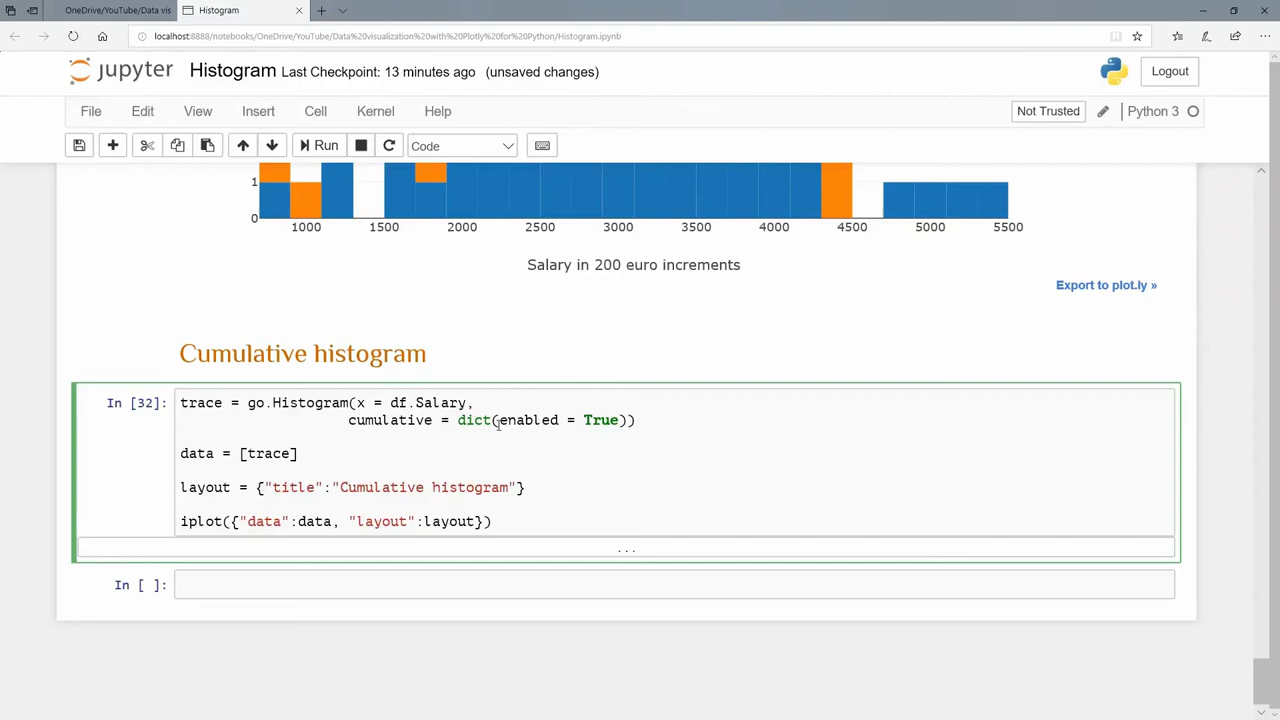 OneDrive/YouTube/Data vis
Histogram
localhost:8888/notebooks/OneDrive/YouTube/Data%20visualization%20with%20Plotly%20for%20Python/Histogram.ipynb
jupyter Histogram Last Checkpoint: 13 minutes ago (unsaved changes) Logout
File Edit View Insert Cell Kernel Help Not Trusted Python 3
Run Code
1
0
1000 1500 2000 2500 3000 3500 4000 4500 5000 5500
Salary in 200 euro increments
Export to plot.ly »
Cumulative histogram
In [32]: trace = go.Histogram(x = df.Salary,
cumulative = dict(enabled = True))
data = [trace]
layout = {"title":"Cumulative histogram"}
iplot({"data":data, "layout":layout})
...
In [ ]: